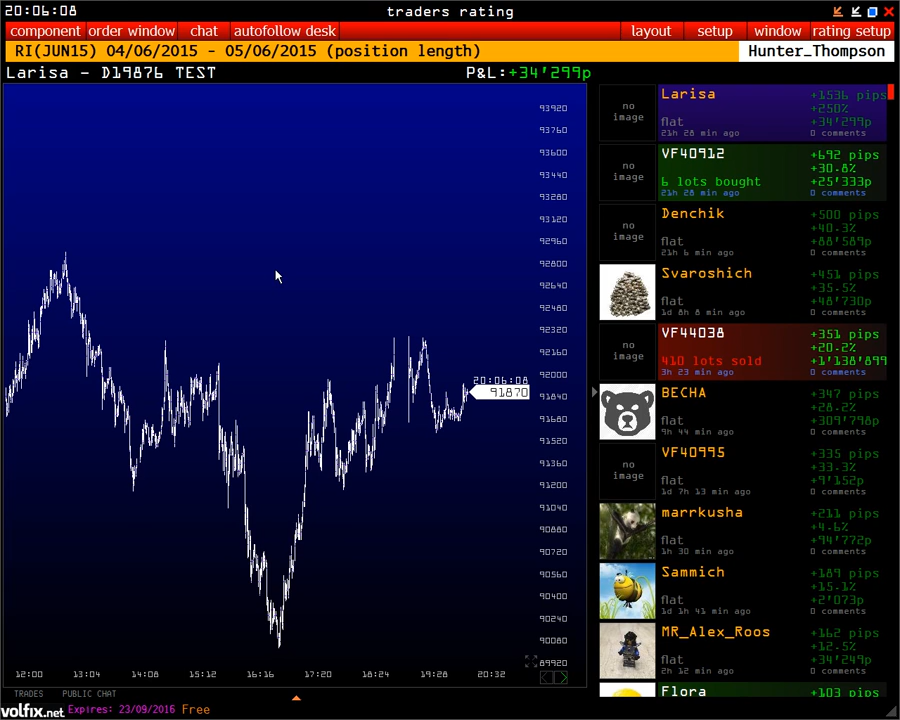 20:06:08
traders rating
component order window chat autofollow desk layout setup window rating setup
RI(JUN15) 04/06/2015 - 05/06/2015 (position length)
Hunter_Thompson
Larisa - D19876 TEST
P&L:+34'299p
93920
93760
93600
93440
93280
93120
92960
92800
92640
92480
92320
92160
92000
91840
91680
91520
91360
91200
91040
90880
90720
90560
90400
90240
90080
89920
20:06:08
91870
12:00 13:04 14:08 15:12 16:16 17:20 18:24 19:28 20:32
no image
Larisa
+1536 pips
+250%
flat
+34'299p
21h 28 min ago
0 comments
no image
VF40912
+692 pips
+30.8%
6 lots bought
+25'333p
21h 28 min ago
0 comments
no image
Denchik
+500 pips
+40.3%
flat
+88'589p
21h 6 min ago
0 comments
Svaroshich
+451 pips
+35.5%
flat
+48'730p
1d 8h 8 min ago
0 comments
no image
VF44038
+351 pips
+20.2%
410 lots sold
+1'138'899
3h 23 min ago
0 comments
BECHA
+347 pips
+28.2%
flat
+309'798p
9h 44 min ago
0 comments
no image
VF40995
+335 pips
+33.3%
flat
+9'152p
1d 7h 13 min ago
0 comments
marrkusha
+211 pips
+4.6%
flat
+94'772p
1h 30 min ago
0 comments
Sammich
+189 pips
+15.1%
flat
+2'073p
1d 1h 41 min ago
0 comments
MR_Alex_Roos
+162 pips
+12.5%
flat
+34'249p
2h 12 min ago
0 comments
Flora
+103 pips
TRADES PUBLIC CHAT
volfix.net Expires: 23/09/2016 Free